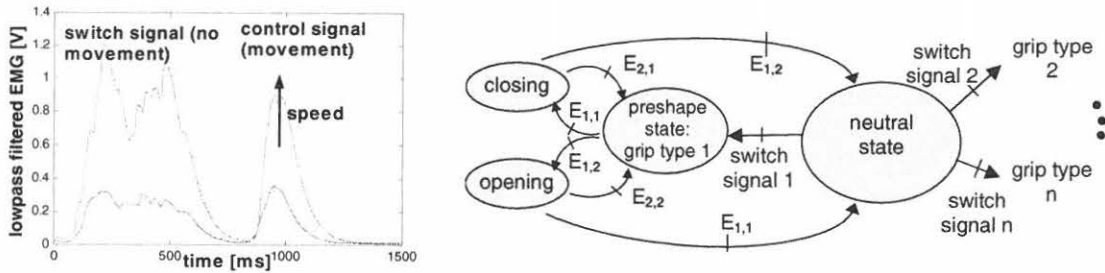 lowpass filtered EMG [V]
1.4
1.2
1
0.8
0.6
0.4
0.2
0
switch signal (no
movement)
control signal
(movement)
speed
0
500
1000
1500
time [ms]
closing
opening
E2,1
E1,1
E1,2
E2,2
preshape
state:
grip type 1
E1,2
E1,1
switch
signal 1
neutral
state
switch
signal 2
grip type
2
switch
signal n
grip type
n